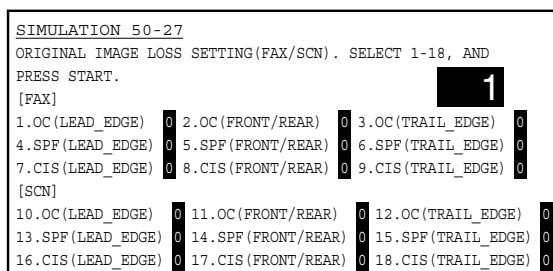 SIMULATION 50-27
ORIGINAL IMAGE LOSS SETTING(FAX/SCN). SELECT 1-18, AND
PRESS START.
1
[FAX]
1.OC(LEAD_EDGE) 0 2.OC(FRONT/REAR) 0 3.OC(TRAIL_EDGE) 0
4.SPF(LEAD_EDGE) 0 5.SPF(FRONT/REAR) 0 6.SPF(TRAIL_EDGE) 0
7.CIS(LEAD_EDGE) 0 8.CIS(FRONT/REAR) 0 9.CIS(TRAIL_EDGE) 0
[SCN]
10.OC(LEAD_EDGE) 0 11.OC(FRONT/REAR) 0 12.OC(TRAIL_EDGE) 0
13.SPF(LEAD_EDGE) 0 14.SPF(FRONT/REAR) 0 15.SPF(TRAIL_EDGE) 0
16.CIS(LEAD_EDGE) 0 17.CIS(FRONT/REAR) 0 18.CIS(TRAIL_EDGE) 0